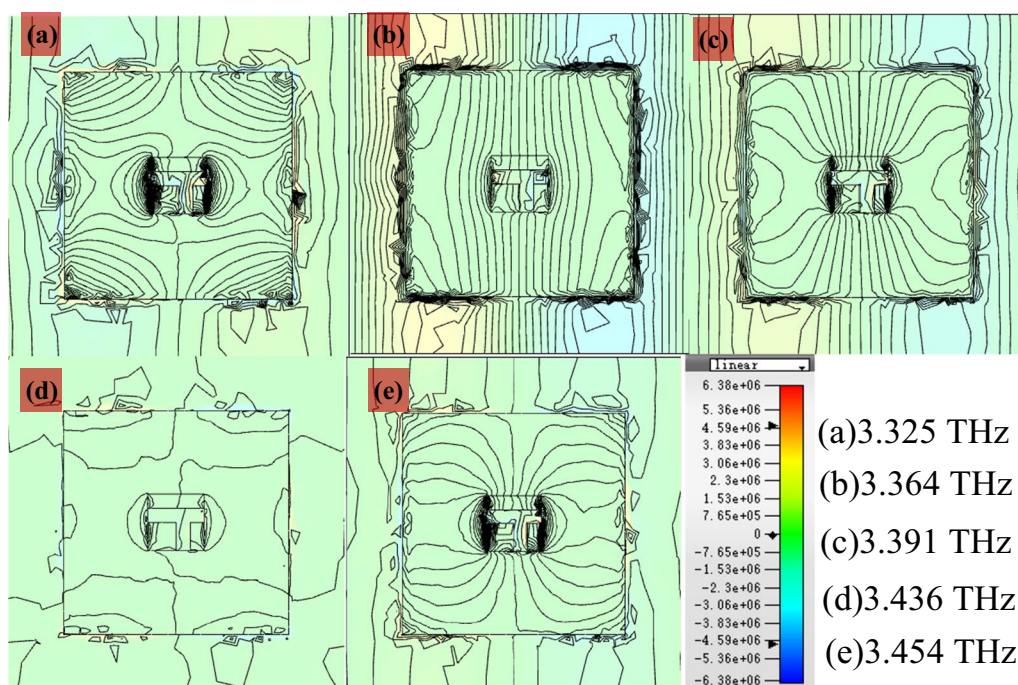 (a)
(b)
(c)
(d)
(e)
linear
6.38e+06
5.36e+06
4.59e+06
3.83e+06
3.06e+06
2.3e+06
1.53e+06
7.65e+05
0
-7.65e+05
-1.53e+06
-2.3e+06
-3.06e+06
-3.83e+06
-4.59e+06
-5.36e+06
-6.38e+06
(a)3.325 THz
(b)3.364 THz
(c)3.391 THz
(d)3.436 THz
(e)3.454 THz